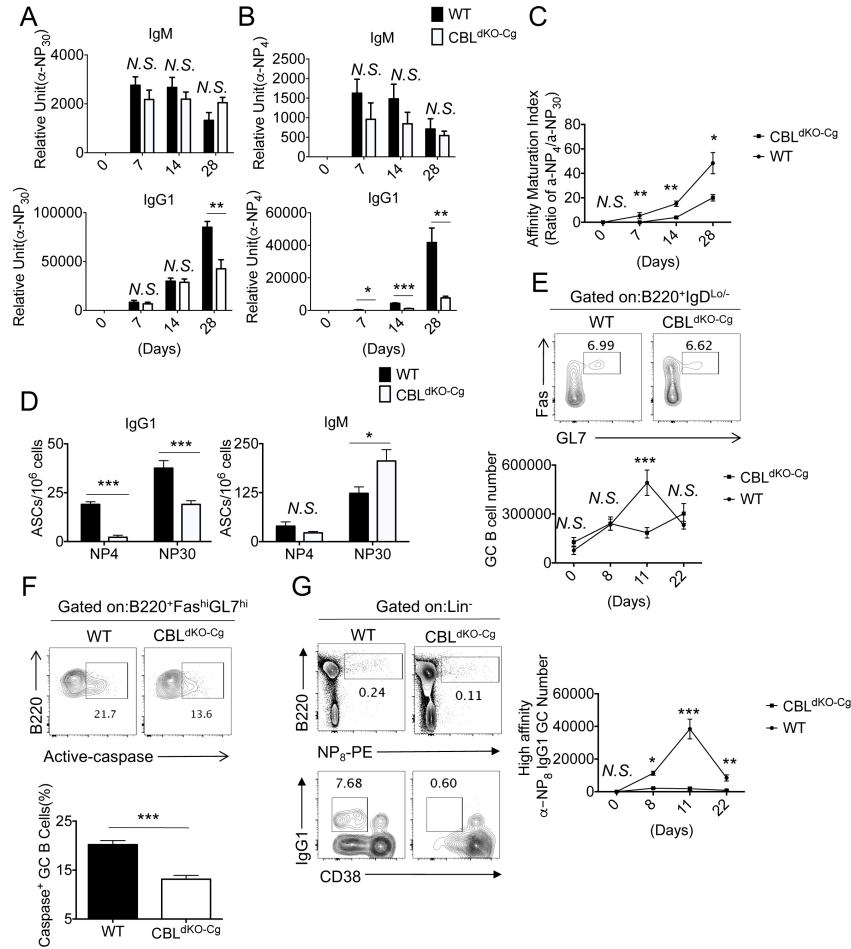 A
IgM
Relative Unit(α-NP30)
4000
2000
0
N.S.
N.S.
N.S.
0
7
14
28
IgG1
Relative Unit(α-NP30)
100000
50000
0
N.S.
N.S.
**
0
7
14
28
(Days)
B
WT
CBLdKO-Cg
IgM
Relative Unit(α-NP4)
2500
2000
1500
1000
500
0
N.S.
N.S.
N.S.
0
7
14
28
IgG1
Relative Unit(α-NP4)
60000
40000
20000
0
*
***
**
0
7
14
28
(Days)
C
Affinity Maturation Index
(Ratio of a-NP4/a-NP30)
80
60
40
20
0
N.S.
**
**
*
0
7
14
28
(Days)
CBLdKO-Cg
WT
D
WT
CBLdKO-Cg
IgG1
ASCs/10⁶ cells
50
25
0
***
***
NP4
NP30
IgM
ASCs/10⁶ cells
250
125
0
N.S.
*
NP4
NP30
E
Gated on:B220⁺IgDLo/-
WT
CBLdKO-Cg
6.99
6.62
Fas
GL7
GC B cell number
600000
300000
0
N.S.
N.S.
***
N.S.
0
8
11
22
(Days)
CBLdKO-Cg
WT
F
Gated on:B220⁺FashiGL7hi
WT
CBLdKO-Cg
B220
21.7
13.6
Active-caspase
Caspase⁺ GC B Cells(%)
25
15
5
***
WT
CBLdKO-Cg
G
Gated on:Lin⁻
WT
CBLdKO-Cg
B220
0.24
0.11
NP8-PE
7.68
0.60
IgG1
CD38
High affinity
α−NP8 IgG1 GC Number
60000
40000
20000
0
N.S.
*
***
**
0
8
11
22
(Days)
CBLdKO-Cg
WT